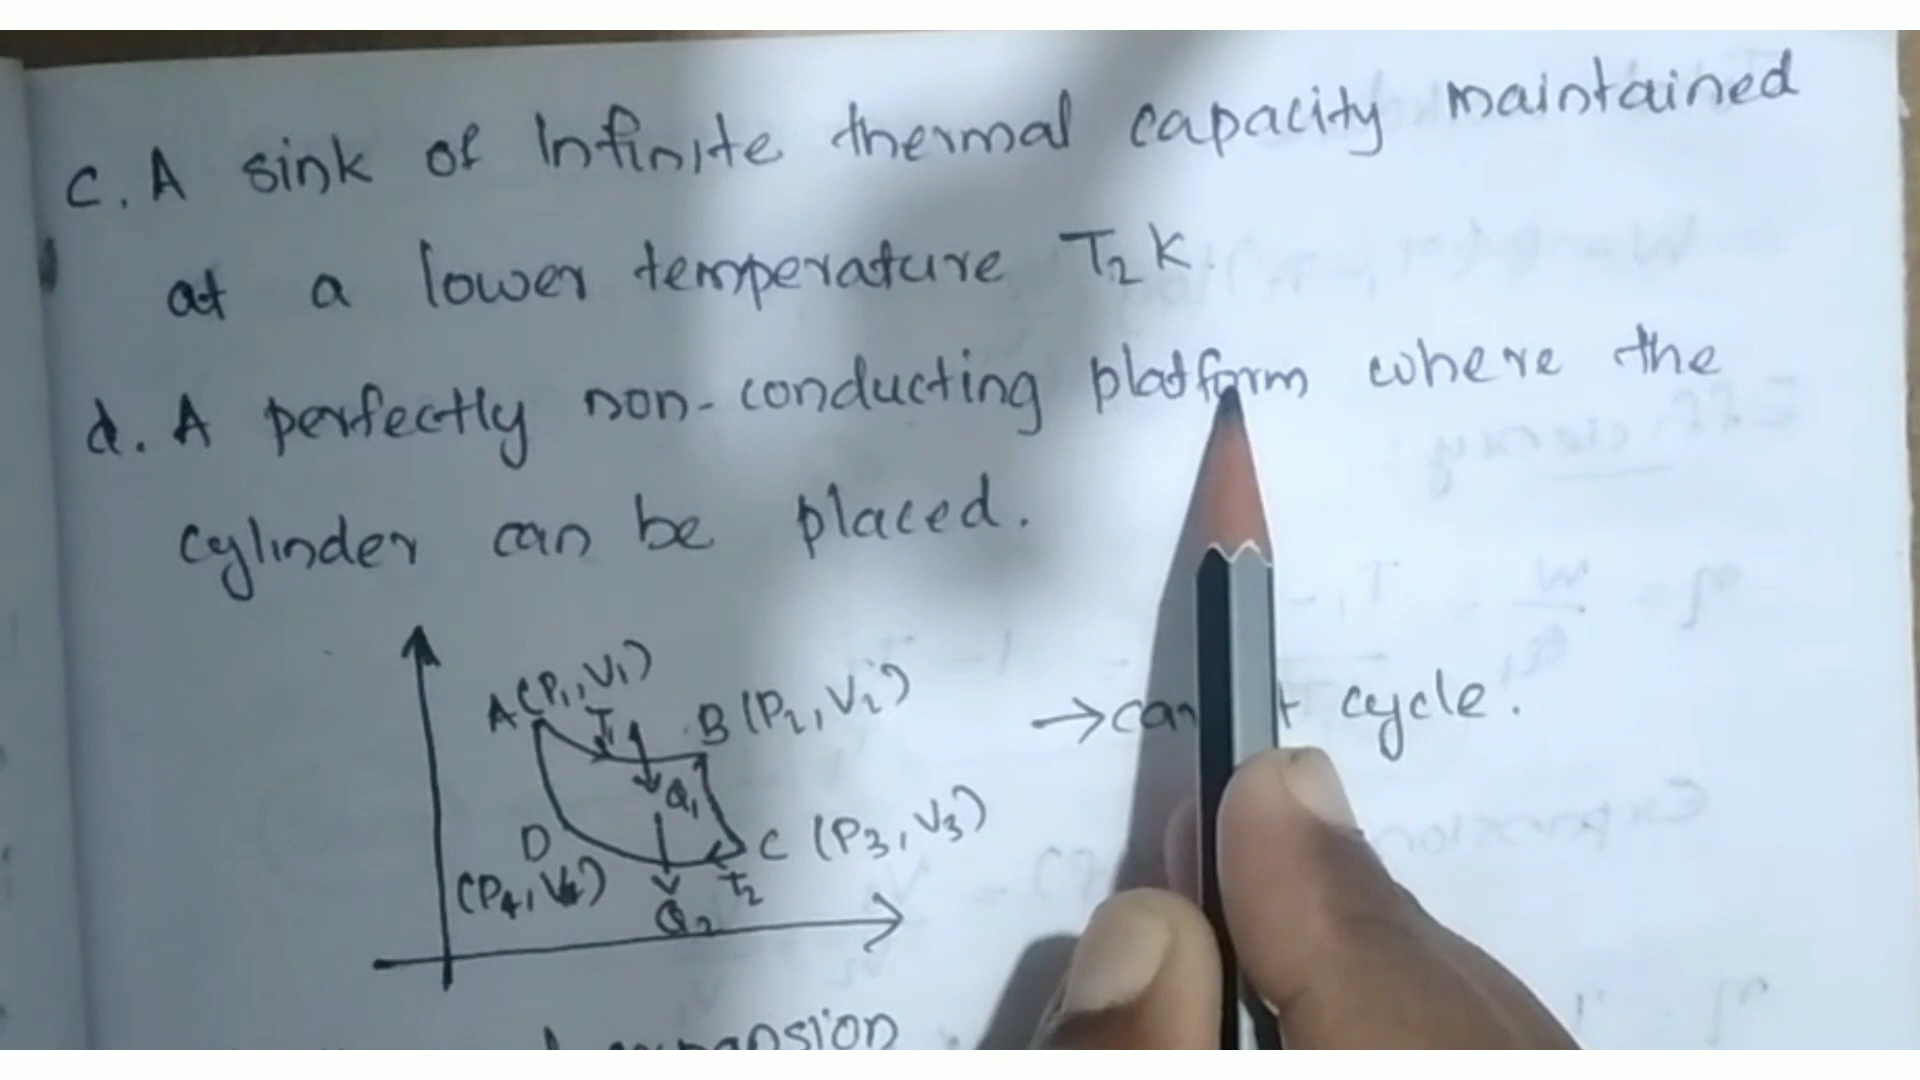 c. A sink of Infinite thermal capacity maintained
at a lower temperature T₂ K.
d. A perfectly non-conducting platform where the
cylinder can be placed.
A(P₁,V₁)
T₁
B (P₂,V₂)
→ cycle.
Q₁
D
C (P₃,V₃)
(P₄,V₄)
T₂
Q₂
expansion